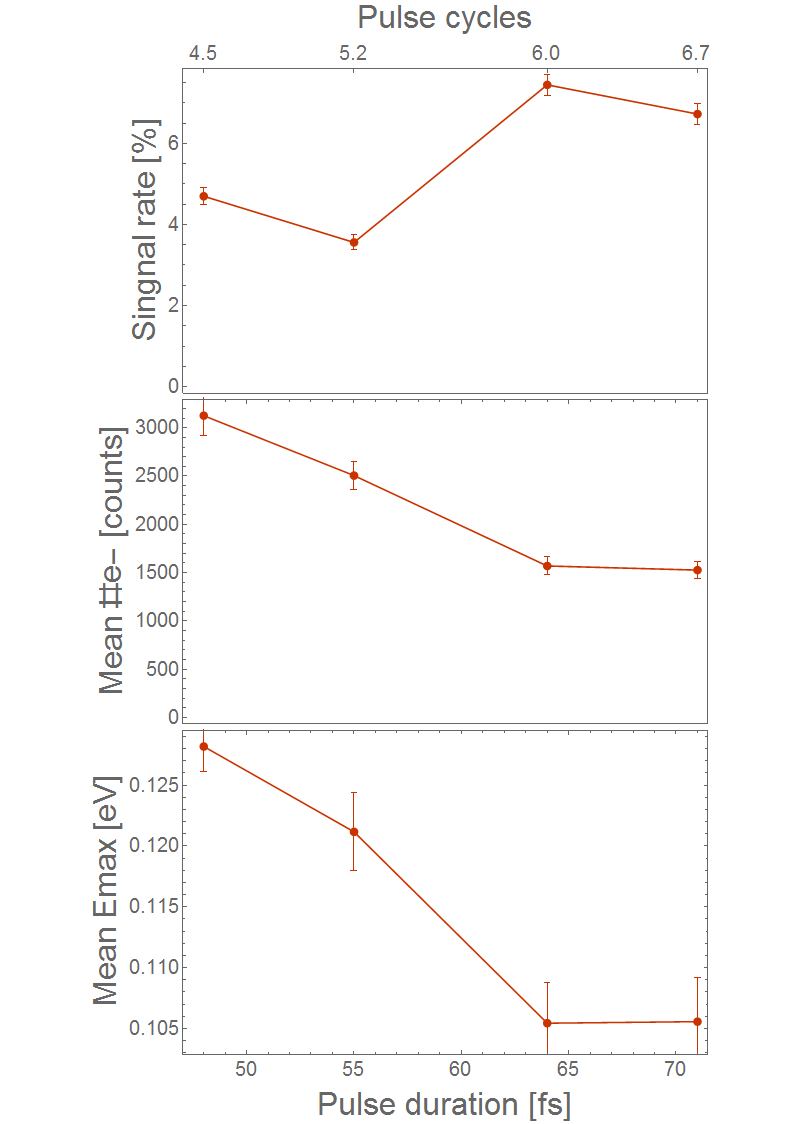 Pulse cycles
4.5 5.2 6.0 6.7
Singnal rate [%]
6
4
2
0
Mean #e- [counts]
3000
2500
2000
1500
1000
500
0
Mean Emax [eV]
0.125
0.120
0.115
0.110
0.105
50 55 60 65 70
Pulse duration [fs]